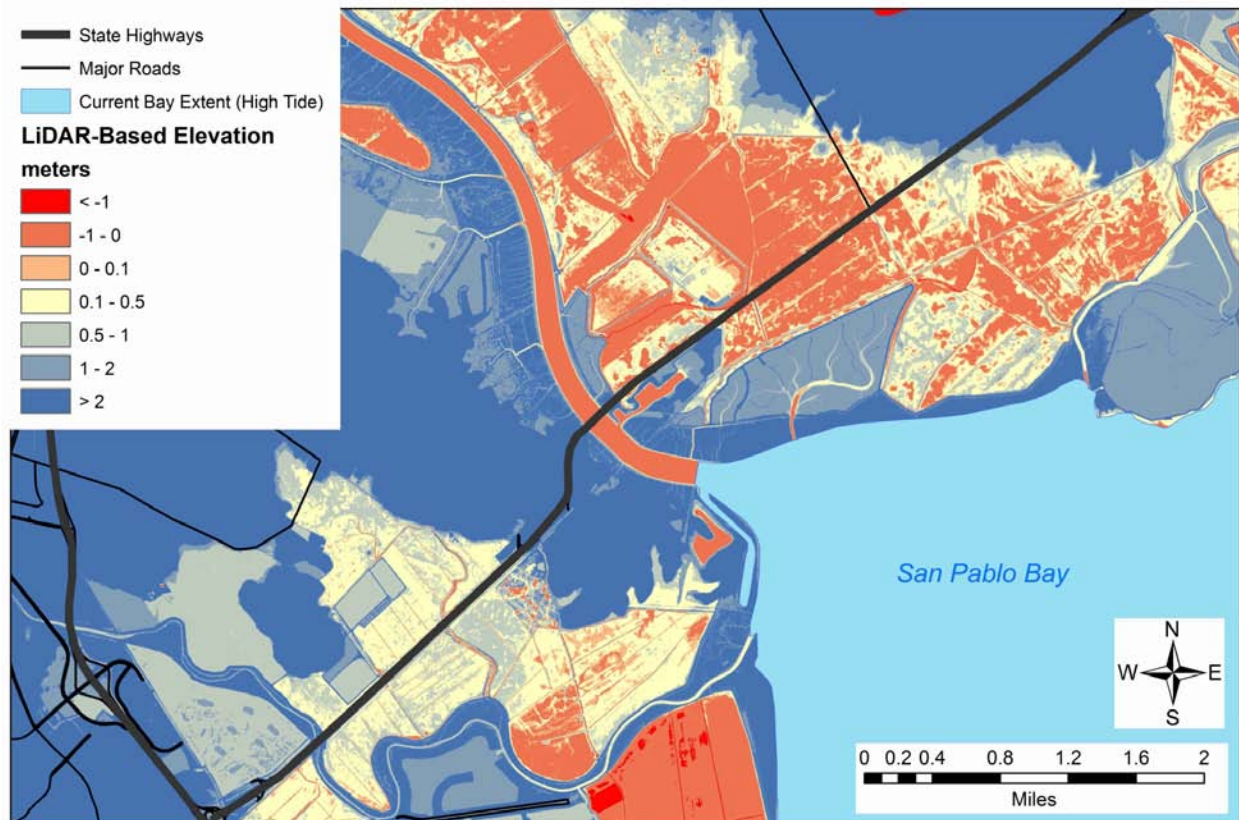 State Highways
Major Roads
Current Bay Extent (High Tide)
LiDAR-Based Elevation
meters
< -1
-1 - 0
0 - 0.1
0.1 - 0.5
0.5 - 1
1 - 2
> 2
San Pablo Bay
N
W E
S
0 0.2 0.4 0.8 1.2 1.6 2
Miles